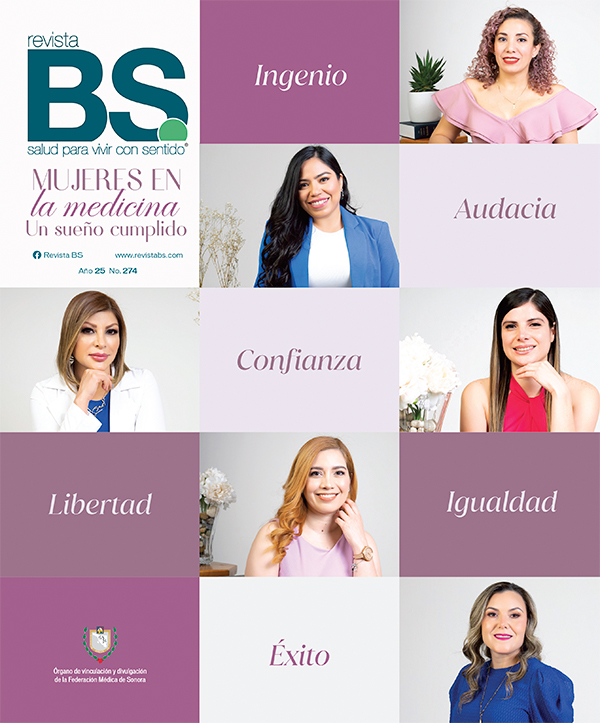 revista
BS
salud para vivir con sentido®
MUJERES EN
la medicina
Un sueño cumplido
Revista BS www.revistabs.com
Año 25 No. 274
Ingenio
Audacia
Confianza
Libertad
Igualdad
Órgano de vinculación y divulgación
de la Federación Médica de Sonora
Éxito